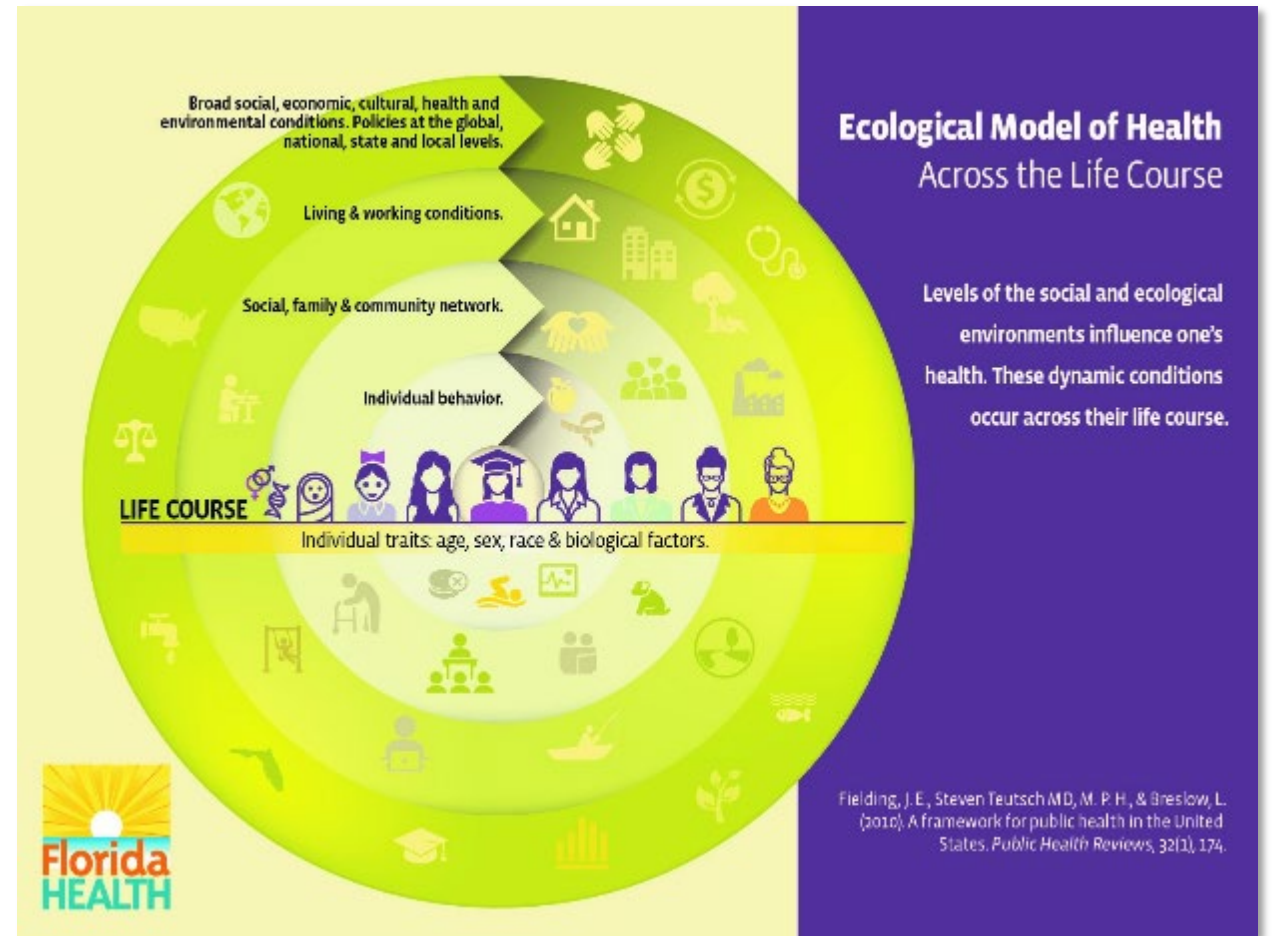 Broad social, economic, cultural, health and
environmental conditions. Policies at the global,
national, state and local levels.
Living & working conditions.
Social, family & community network.
Individual behavior.
LIFE COURSE
Individual traits: age, sex, race & biological factors.
Florida
HEALTH
Ecological Model of Health
Across the Life Course
Levels of the social and ecological
environments influence one's
health. These dynamic conditions
occur across their life course.
Fielding, J.E., Steven Teutsch MD, M. P. H., & Breslow, L.
(2010). A framework for public health in the United
States. Public Health Reviews, 32(1), 174.